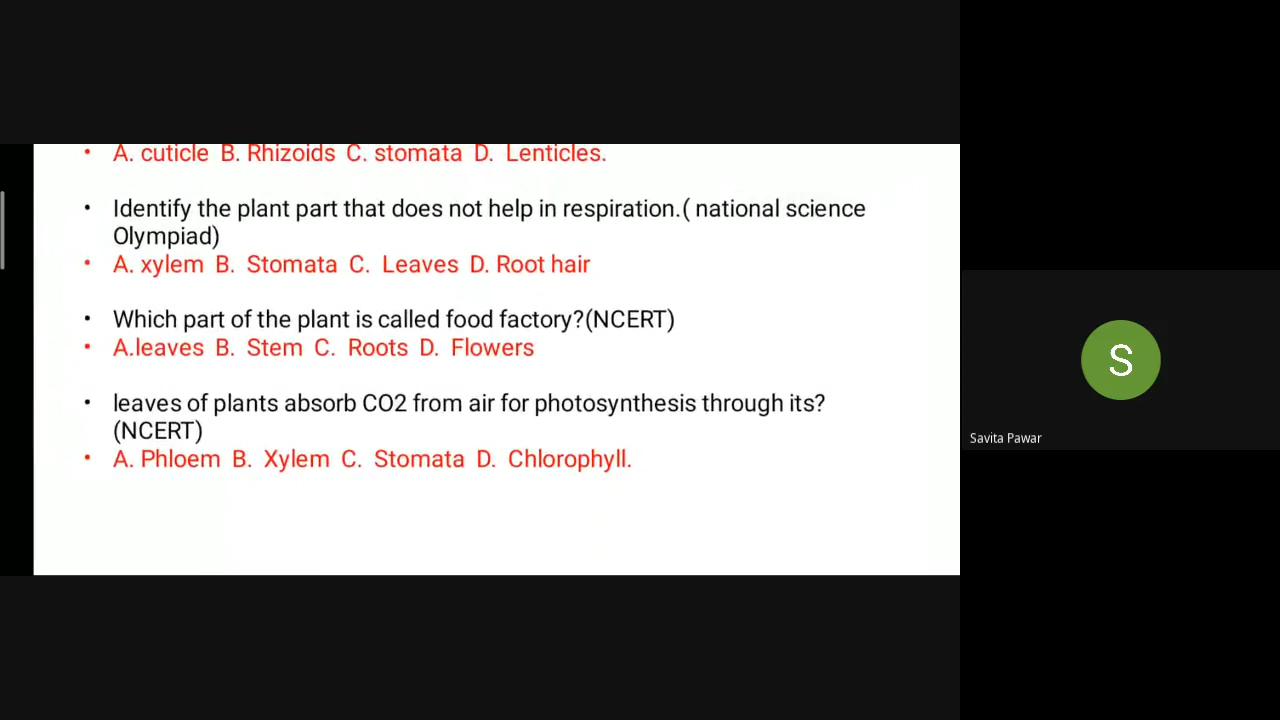 A. cuticle B. Rhizoids C. stomata D. Lenticles.
• Identify the plant part that does not help in respiration.( national science
Olympiad)
• A. xylem B. Stomata C. Leaves D. Root hair
• Which part of the plant is called food factory?(NCERT)
• A.leaves B. Stem C. Roots D. Flowers
• leaves of plants absorb CO2 from air for photosynthesis through its?
(NCERT)
• A. Phloem B. Xylem C. Stomata D. Chlorophyll.
S
Savita Pawar